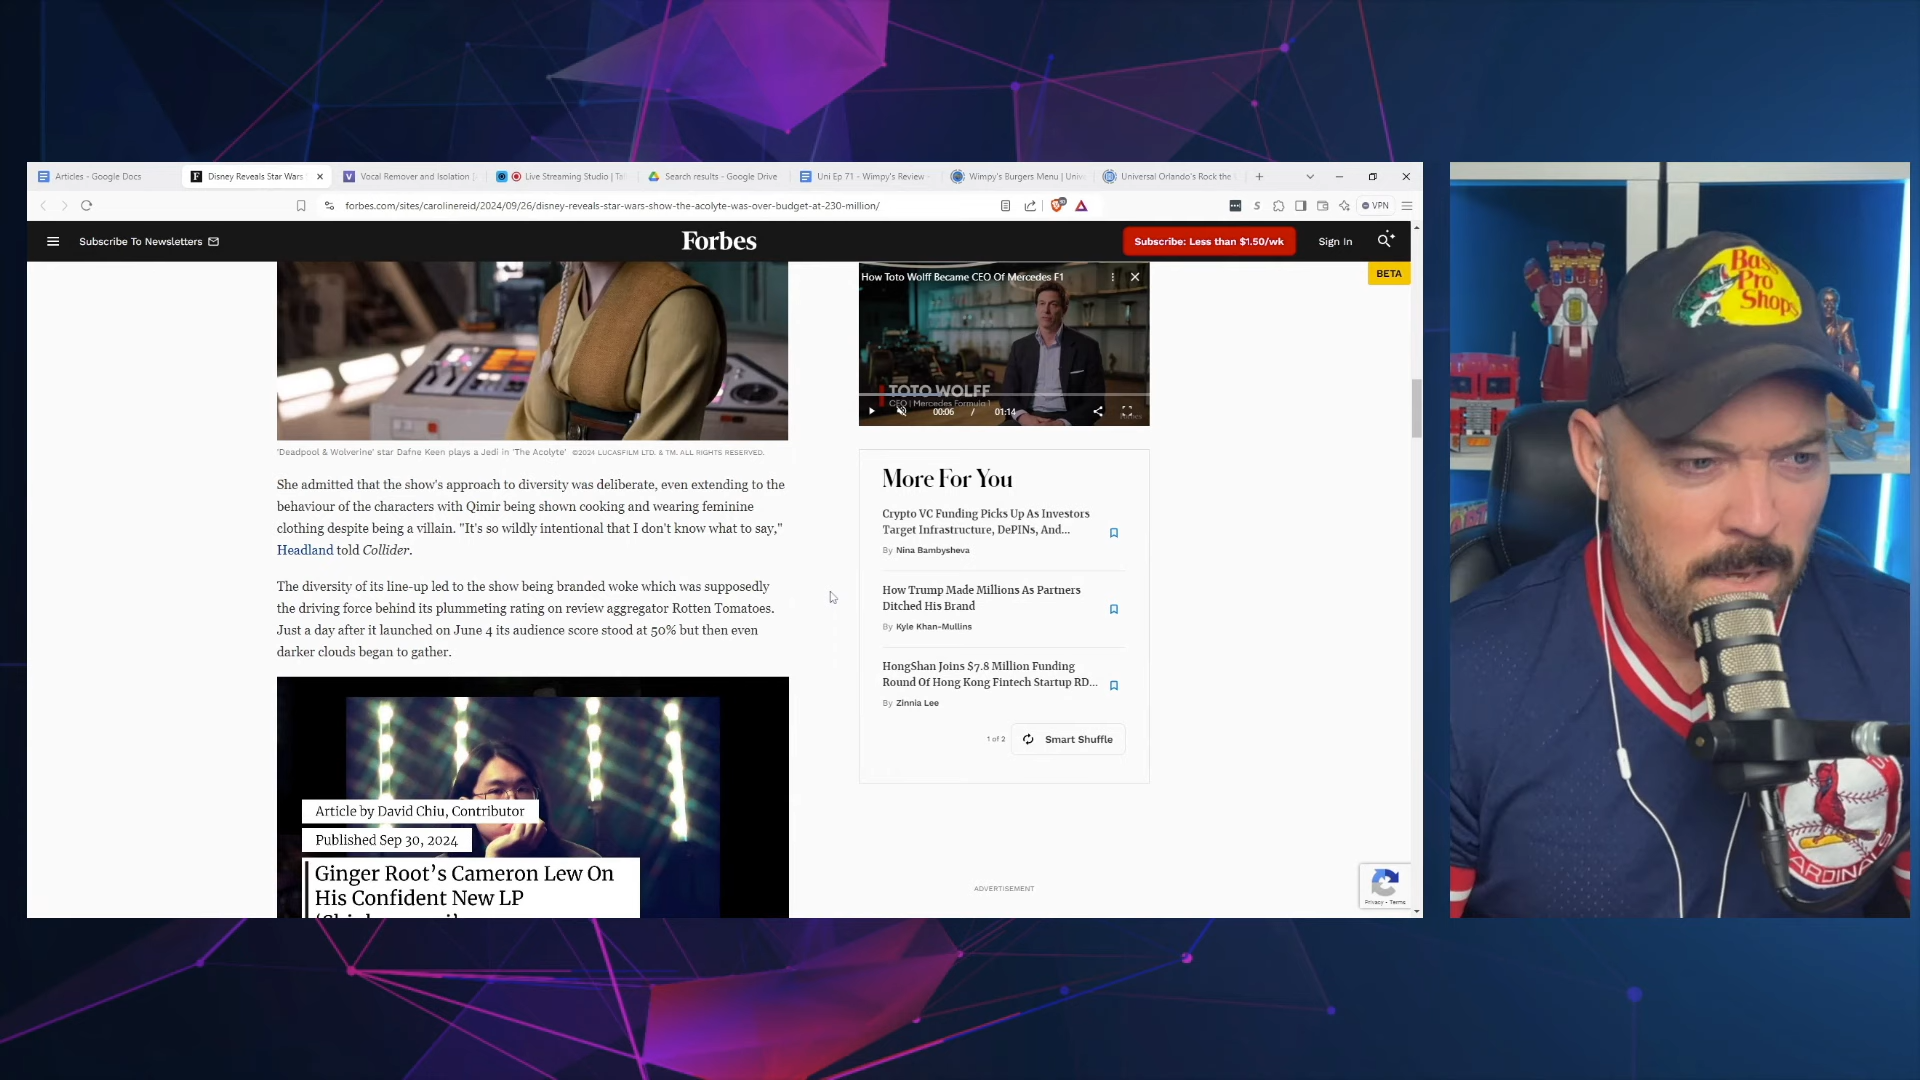 Articles - Google Docs
Disney Reveals Star Wars
Vocal Remover and Isolation
Live Streaming Studio
Search results - Google Drive
Uni Ep 71 - Wimpy's Review -
Wimpy's Burgers Menu | Univ
Universal Orlando's Rock the
forbes.com/sites/carolinereid/2024/09/26/disney-reveals-star-wars-show-the-acolyte-was-over-budget-at-230-million/
VPN
Subscribe To Newsletters
Forbes
Subscribe: Less than $1.50/wk
Sign In
BETA
'Deadpool & Wolverine' star Dafne Keen plays a Jedi in 'The Acolyte' ©2024 LUCASFILM LTD. & TM. ALL RIGHTS RESERVED.
She admitted that the show's approach to diversity was deliberate, even extending to the
behaviour of the characters with Qimir being shown cooking and wearing feminine
clothing despite being a villain. "It's so wildly intentional that I don't know what to say,"
Headland told Collider.
The diversity of its line-up led to the show being branded woke which was supposedly
the driving force behind its plummeting rating on review aggregator Rotten Tomatoes.
Just a day after it launched on June 4 its audience score stood at 50% but then even
darker clouds began to gather.
Article by David Chiu, Contributor
Published Sep 30, 2024
Ginger Root's Cameron Lew On
His Confident New LP
How Toto Wolff Became CEO Of Mercedes F1
TOTO WOLFF
CEO | Mercedes Formula 1
00:06 / 01:14
More For You
Crypto VC Funding Picks Up As Investors
Target Infrastructure, DePINs, And...
By Nina Bambysheva
How Trump Made Millions As Partners
Ditched His Brand
By Kyle Khan-Mullins
HongShan Joins $7.8 Million Funding
Round Of Hong Kong Fintech Startup RD...
By Zinnia Lee
1 of 2
Smart Shuffle
ADVERTISEMENT
Privacy - Terms
Bass
Pro
Shops
CARDINALS